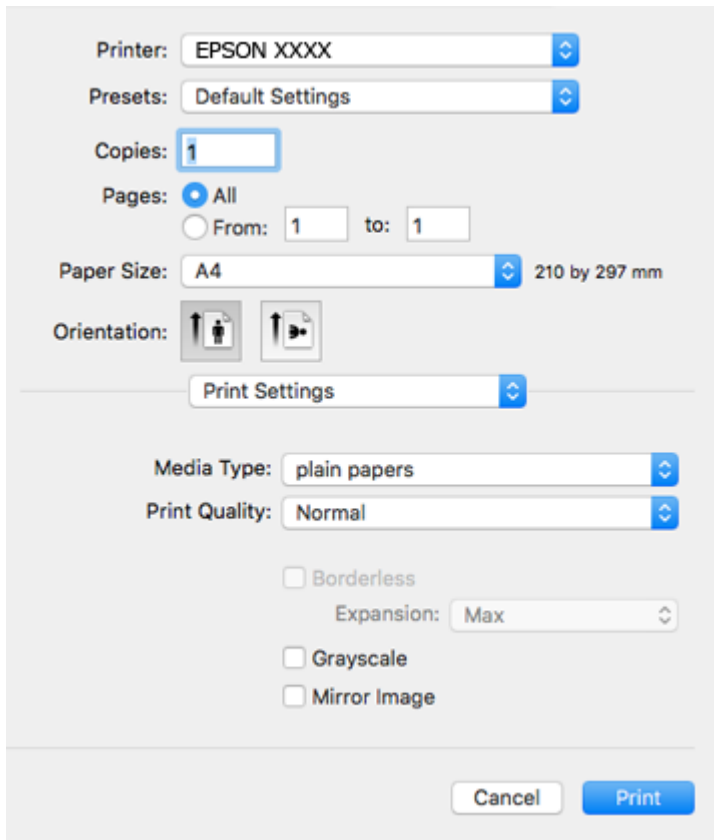 Printer: EPSON XXXX
Presets: Default Settings
Copies: 1
Pages: All
From: 1 to: 1
Paper Size: A4 210 by 297 mm
Orientation:
Print Settings
Media Type: plain papers
Print Quality: Normal
Borderless
Expansion: Max
Grayscale
Mirror Image
Cancel Print